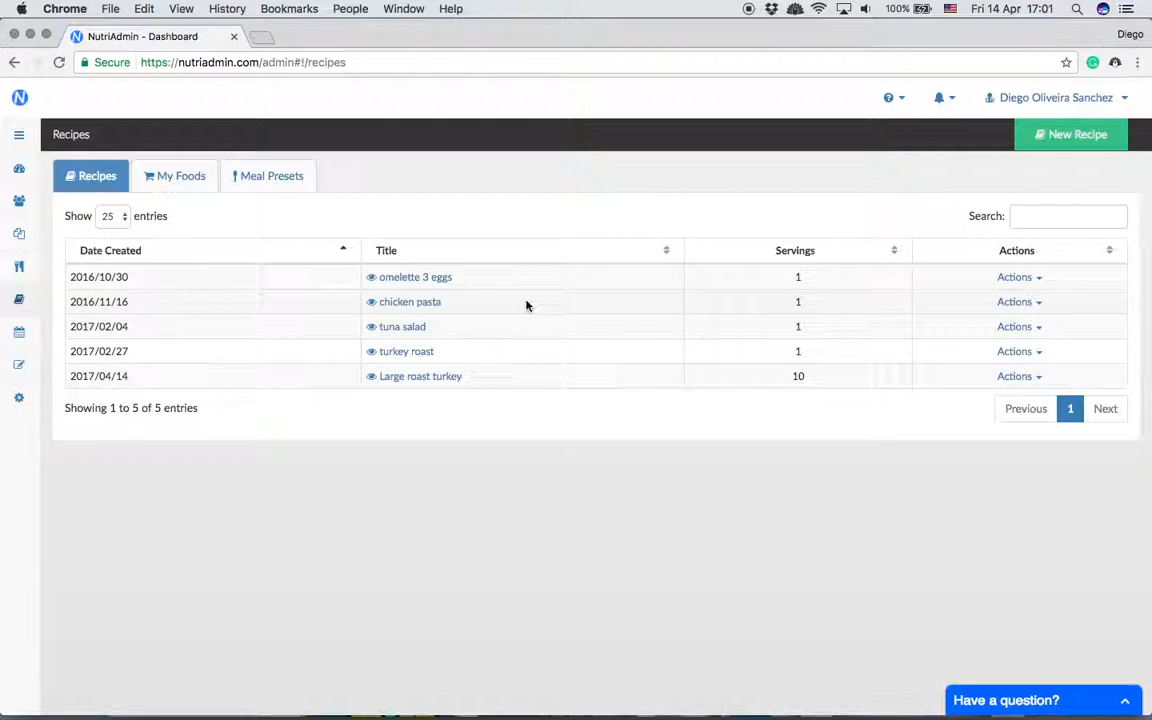 Chrome File Edit View History Bookmarks People Window Help 100% Fri 14 Apr 17:01
NutriAdmin - Dashboard Diego
Secure https://nutriadmin.com/admin#!/recipes
N Diego Oliveira Sanchez
Recipes New Recipe
Recipes My Foods Meal Presets
Show 25 entries Search:
Date Created Title Servings Actions
2016/10/30 omelette 3 eggs 1 Actions
2016/11/16 chicken pasta 1 Actions
2017/02/04 tuna salad 1 Actions
2017/02/27 turkey roast 1 Actions
2017/04/14 Large roast turkey 10 Actions
Showing 1 to 5 of 5 entries Previous 1 Next
Have a question?